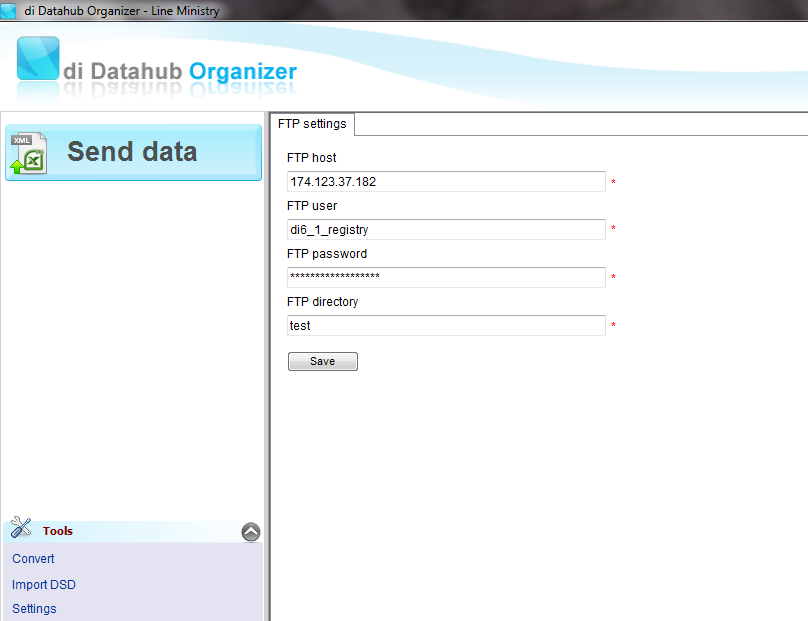 di Datahub Organizer - Line Ministry
di Datahub Organizer
XML
Send data
FTP settings
FTP host
174.123.37.182 *
FTP user
di6_1_registry *
FTP password
****************** *
FTP directory
test *
Save
Tools
Convert
Import DSD
Settings